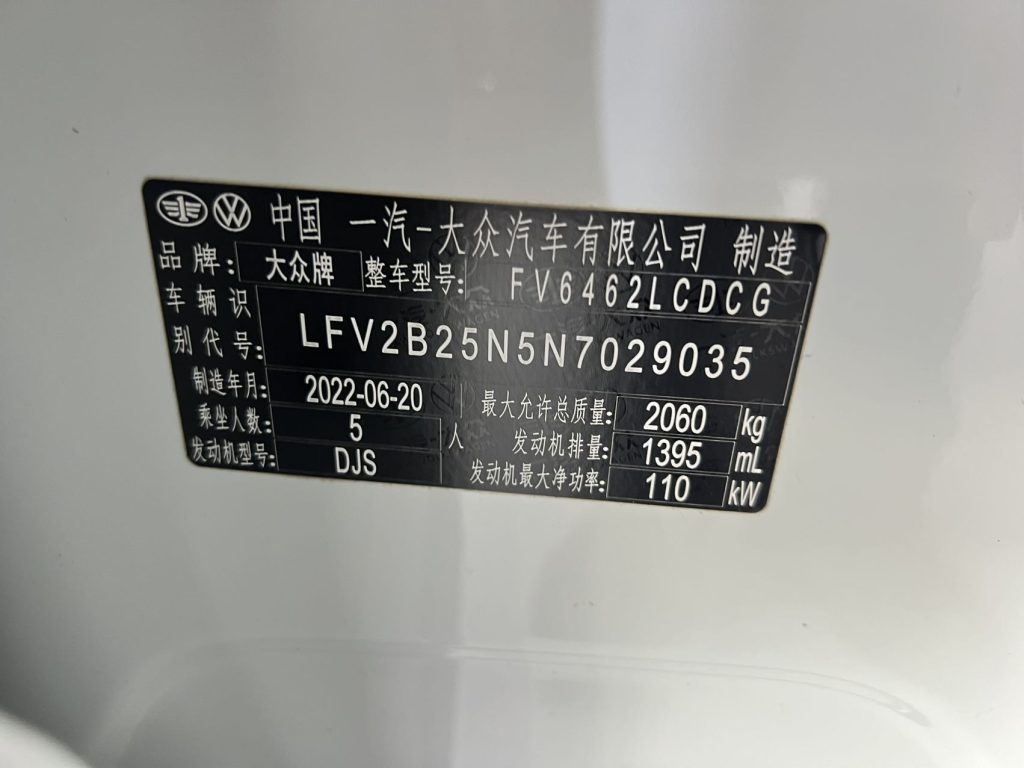 中国 一汽-大众汽车有限公司 制造
品牌: 大众牌 整车型号: FV6462LCDCG
车辆识别代号: LFV2B25N5N7029035
制造年月: 2022-06-20 最大允许总质量: 2060 kg
乘坐人数: 5 人 发动机排量: 1395 mL
发动机型号: DJS 发动机最大净功率: 110 kW